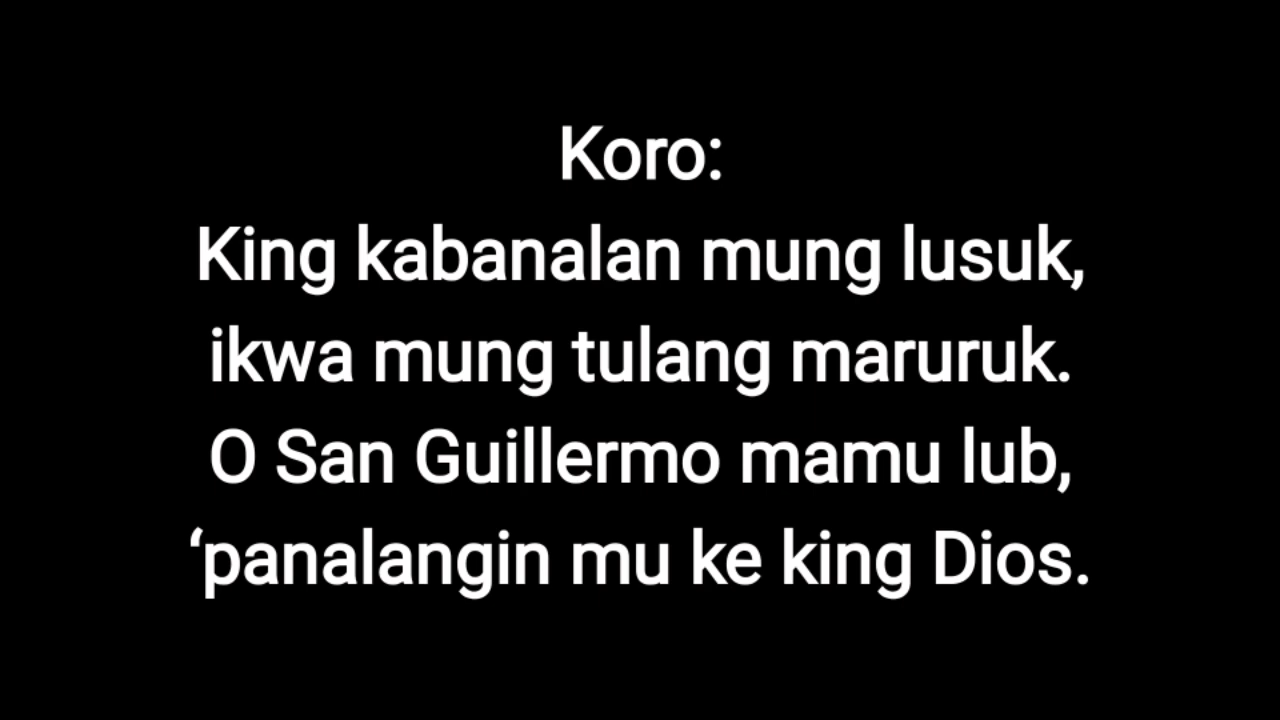 Koro:
King kabanalan mung lusuk,
ikwa mung tulang maruruk.
O San Guillermo mamu lub,
‘panalangin mu ke king Dios.